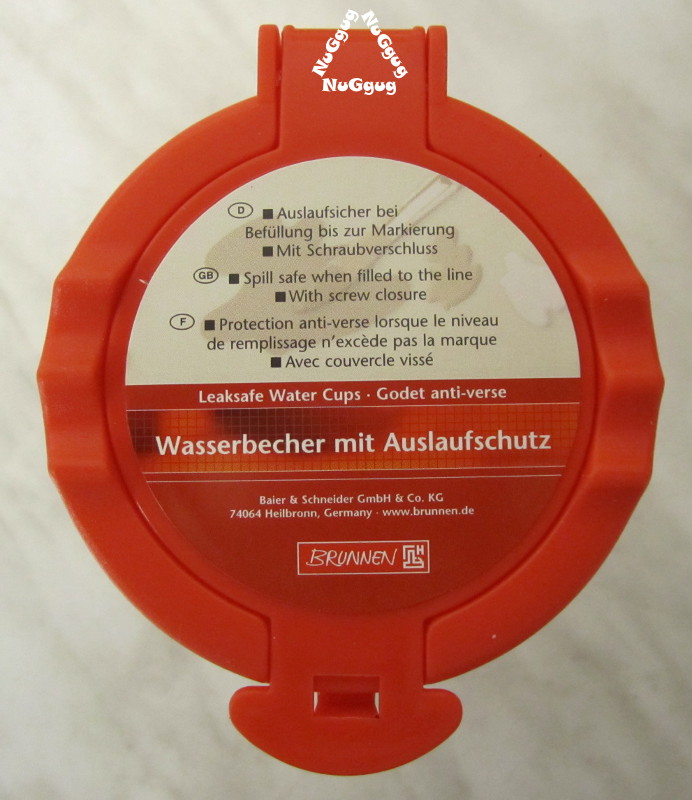 NuGgug NuGgug
NuGgug
D ■ Auslaufsicher bei
Befüllung bis zur Markierung
■ Mit Schraubverschluss
GB ■ Spill safe when filled to the line
■ With screw closure
F ■ Protection anti-verse lorsque le niveau
de remplissage n'excède pas la marque
■ Avec couvercle vissé
Leaksafe Water Cups · Godet anti-verse
Wasserbecher mit Auslaufschutz
Baier & Schneider GmbH & Co. KG
74064 Heilbronn, Germany · www.brunnen.de
BRUNNEN